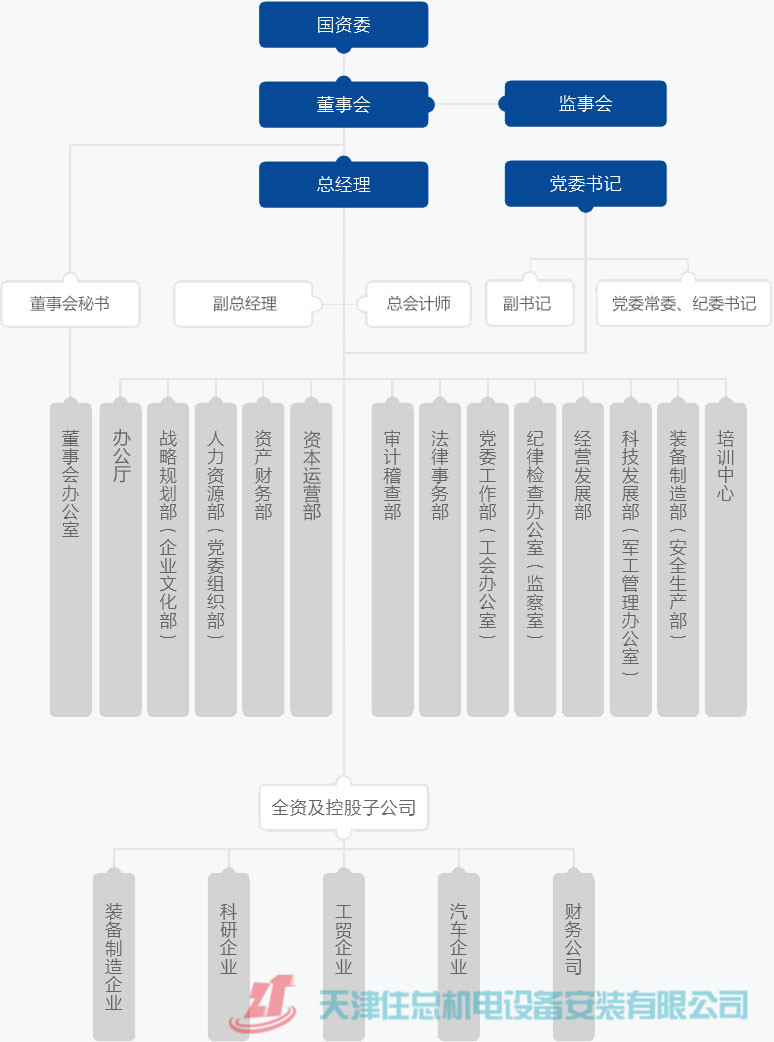 国资委
董事会
监事会
总经理
党委书记
董事会秘书
副总经理
总会计师
副书记
党委常委、纪委书记
董事会办公室
办公厅
战略规划部(企业文化部)
人力资源部(党委组织部)
资产财务部
资本运营部
审计稽查部
法律事务部
党委工作部(工会办公室)
纪律检查办公室(监察室)
经营发展部
科技发展部(军工管理办公室)
装备制造部(安全生产部)
培训中心
全资及控股子公司
装备制造企业
科研企业
工贸企业
汽车企业
财务公司
天津住总机电设备安装有限公司